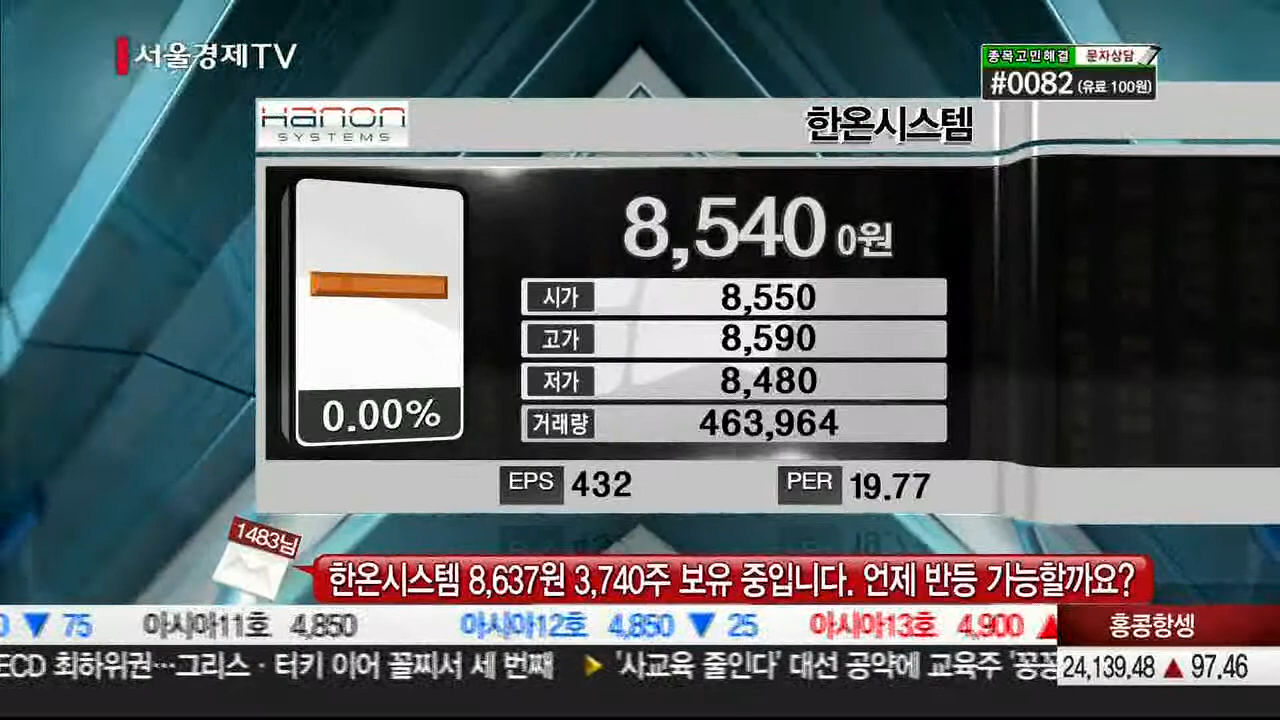 서울경제TV
종목고민해결 문자상담
#0082 (유료 100원)
Hanon
SYSTEMS
한온시스템
8,540 0원
시가 8,550
고가 8,590
저가 8,480
거래량 463,964
0.00%
EPS 432 PER 19.77
1483님
한온시스템 8,637원 3,740주 보유 중입니다. 언제 반등 가능할까요?
0 ▼ 75 아시아11호 4,850 아시아12호 4,850 ▼ 25 아시아13호 4,900 ▲ 홍콩항셍
ECD 최하위권…그리스·터키 이어 꼴찌서 세 번째 ▶ '사교육 줄인다' 대선 공약에 교육주 '꽁꽁 24,139.48 ▲ 97.46